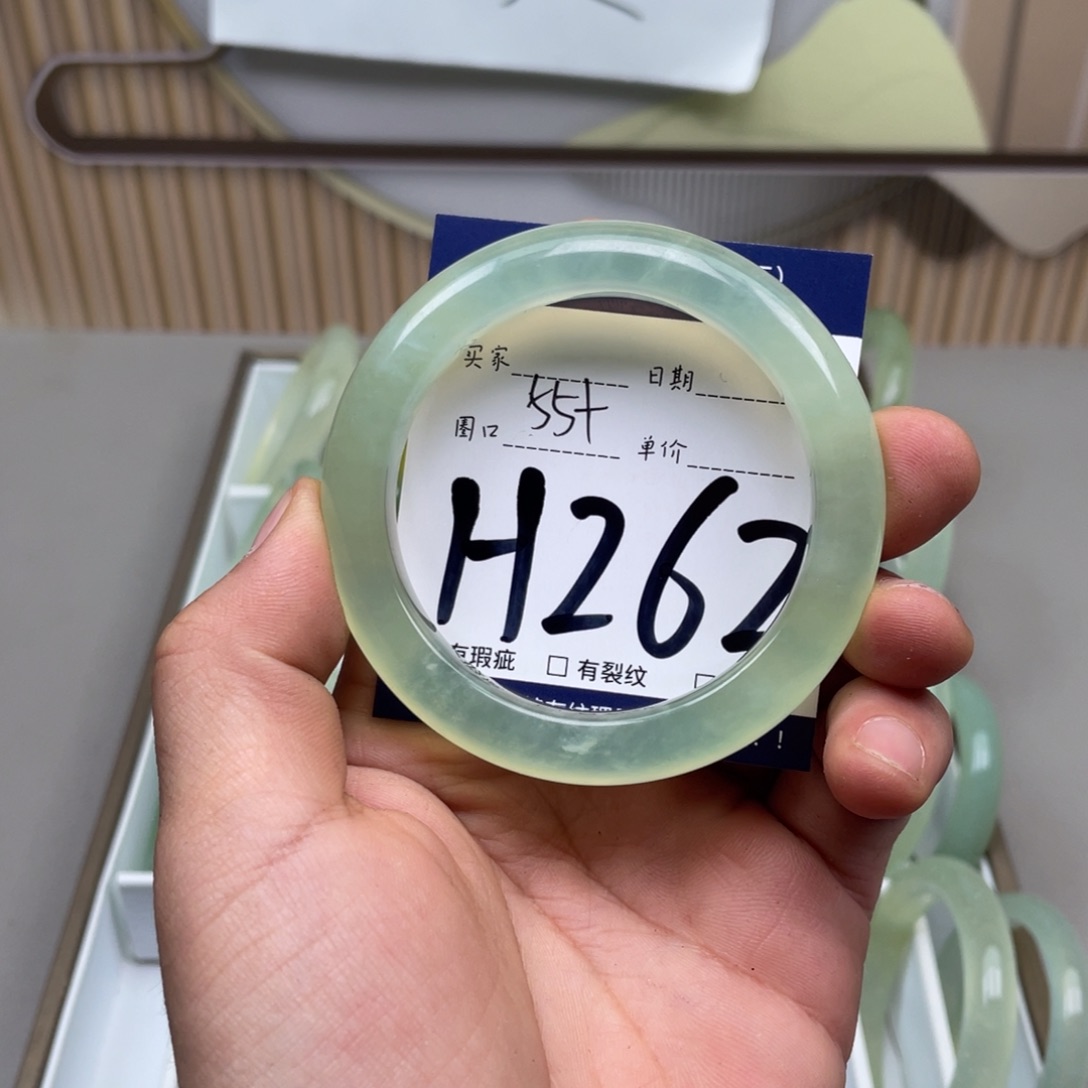 买家 日期
圈口 55+ 单价
H262
有瑕疵 □ 有裂纹 □
！